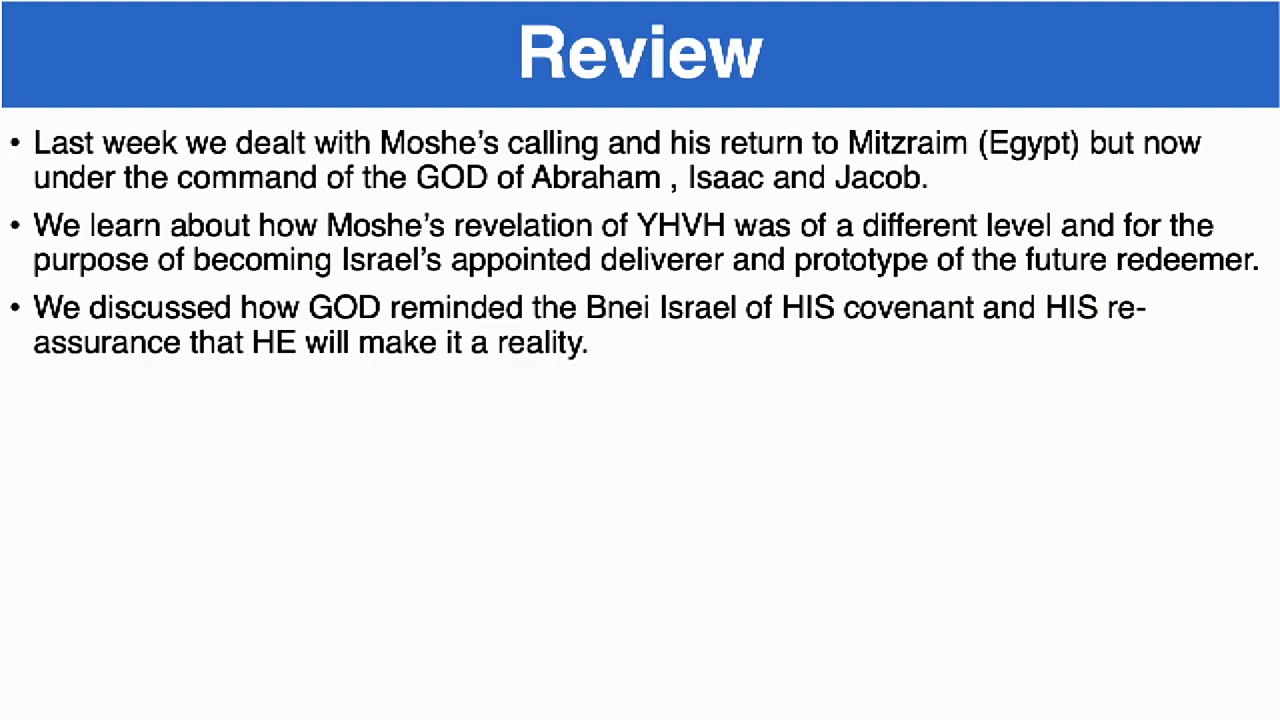 Review
• Last week we dealt with Moshe’s calling and his return to Mitzraim (Egypt) but now
under the command of the GOD of Abraham , Isaac and Jacob.
• We learn about how Moshe’s revelation of YHVH was of a different level and for the
purpose of becoming Israel’s appointed deliverer and prototype of the future redeemer.
• We discussed how GOD reminded the Bnei Israel of HIS covenant and HIS re-
assurance that HE will make it a reality.